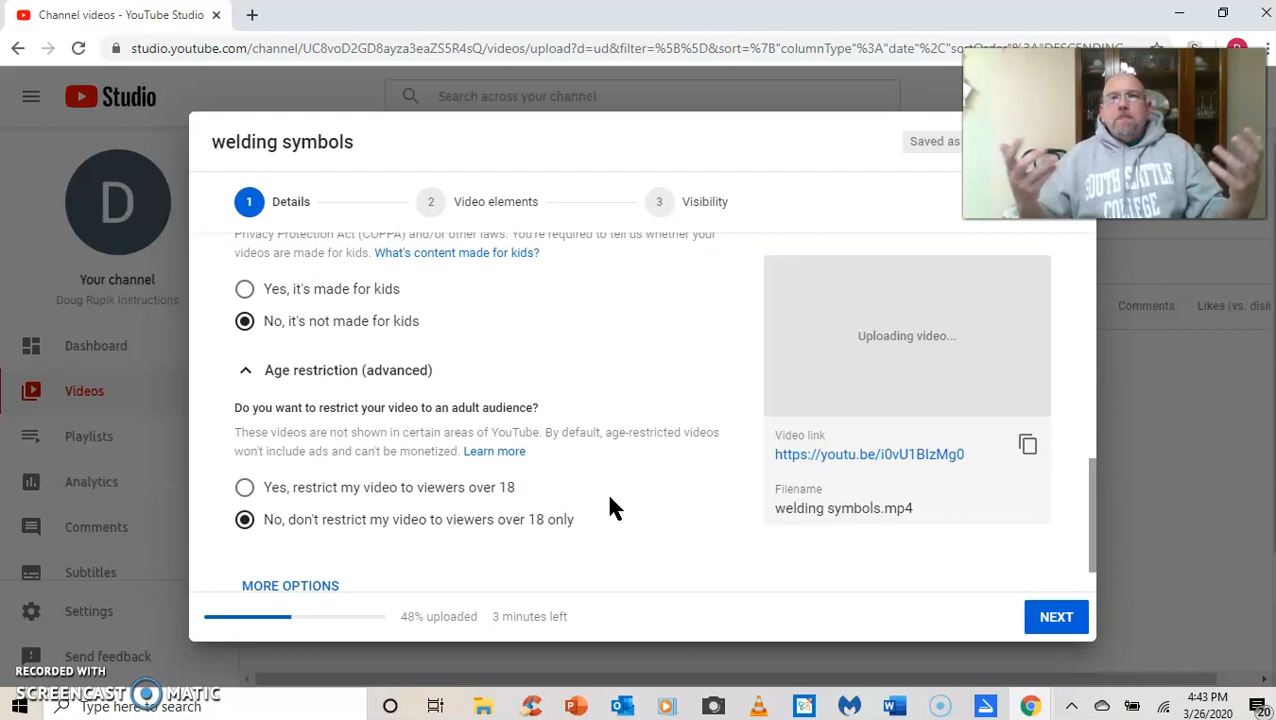 Channel videos - YouTube Studio
studio.youtube.com/channel/UC8voD2GD8ayza3eaZS5R4sQ/videos/upload?d=ud&filter=%5B%5D&sort=%7B"columnType"%3A"date"%2C"sortOrder"%3A"DESCENDING
Studio
Search across your channel
welding symbols
Saved as
SOUTH SEATTLE
COLLEGE
1 Details
2 Video elements
3 Visibility
D
Your channel
Doug Rupik Instructions
Dashboard
Videos
Playlists
Analytics
Comments
Subtitles
Settings
Send feedback
Privacy Protection Act (COPPA) and/or other laws. You're required to tell us whether your
videos are made for kids. What's content made for kids?
Yes, it's made for kids
No, it's not made for kids
Age restriction (advanced)
Do you want to restrict your video to an adult audience?
These videos are not shown in certain areas of YouTube. By default, age-restricted videos
won't include ads and can't be monetized. Learn more
Yes, restrict my video to viewers over 18
No, don't restrict my video to viewers over 18 only
MORE OPTIONS
Uploading video...
Video link
https://youtu.be/i0vU1BIzMg0
Filename
welding symbols.mp4
Comments
Likes (vs. disli
48% uploaded
3 minutes left
NEXT
RECORDED WITH
SCREENCAST MATIC
Type here to search
4:43 PM
3/26/2020
20